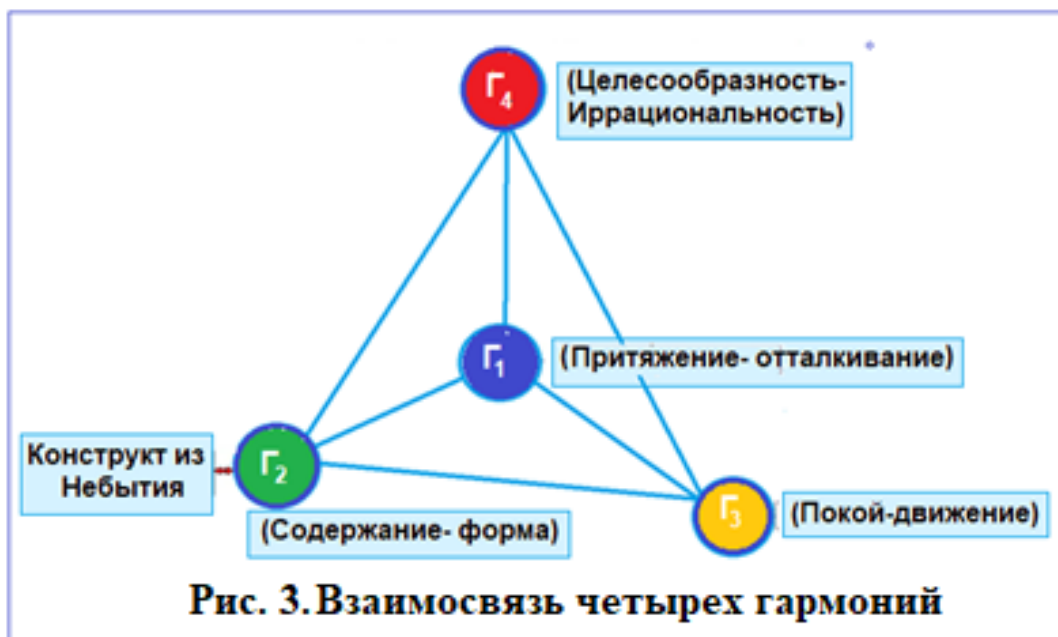 Г4
(Целесообразность-
Иррациональность)
Г1
(Притяжение- отталкивание)
Конструкт из
Небытия
Г2
(Содержание- форма)
Г3
(Покой-движение)
Рис. 3. Взаимосвязь четырех гармоний